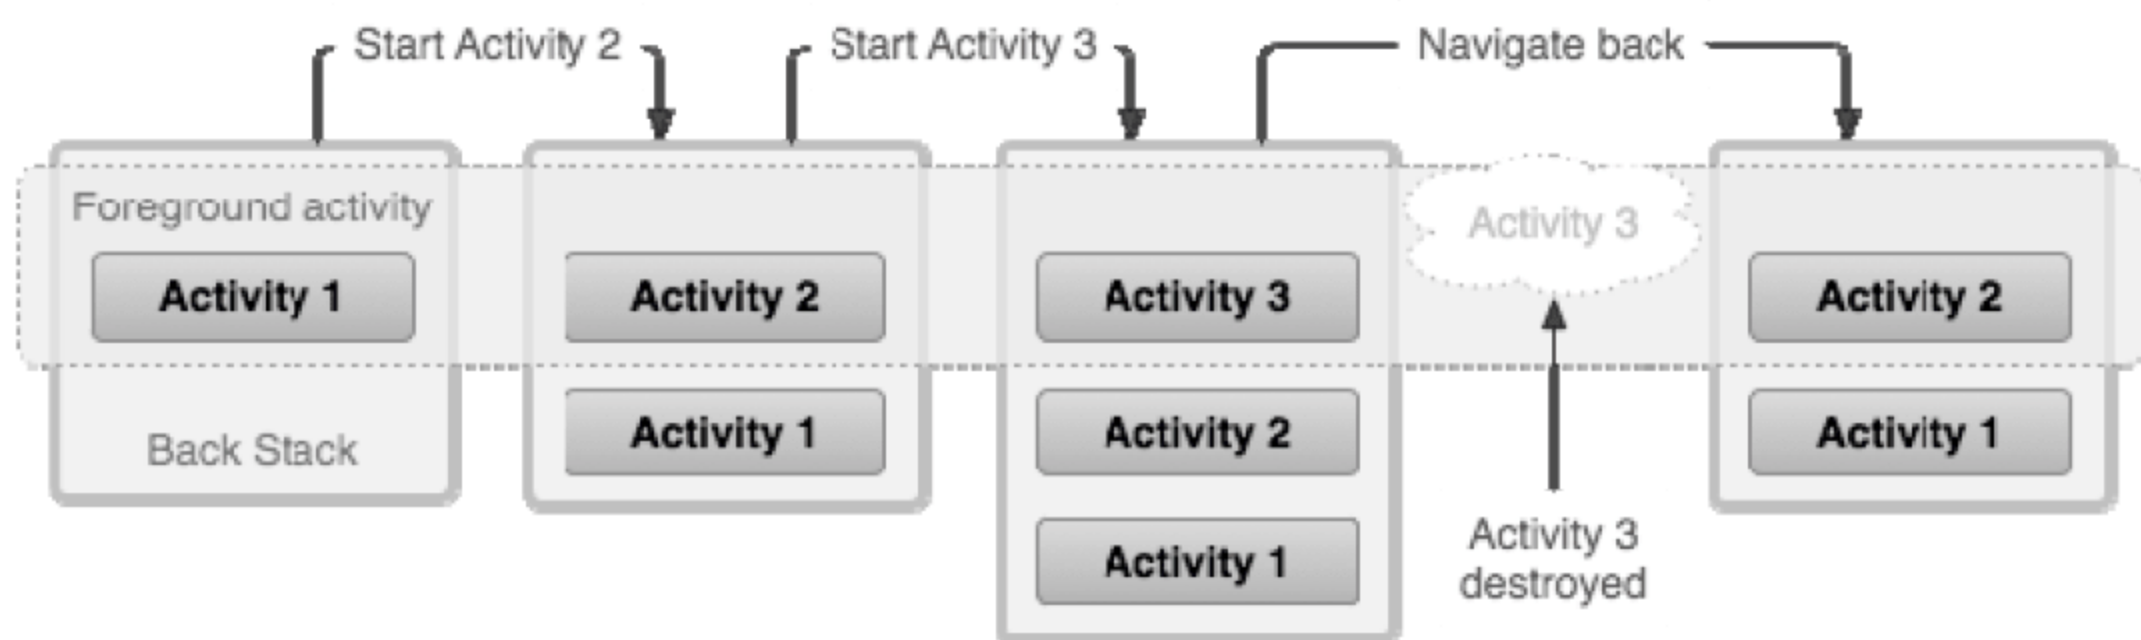 Start Activity 2
Start Activity 3
Navigate back
Foreground activity
Activity 3
Activity 1
Activity 2
Activity 3
Activity 2
Back Stack
Activity 1
Activity 2
Activity 1
Activity 1
Activity 3
destroyed